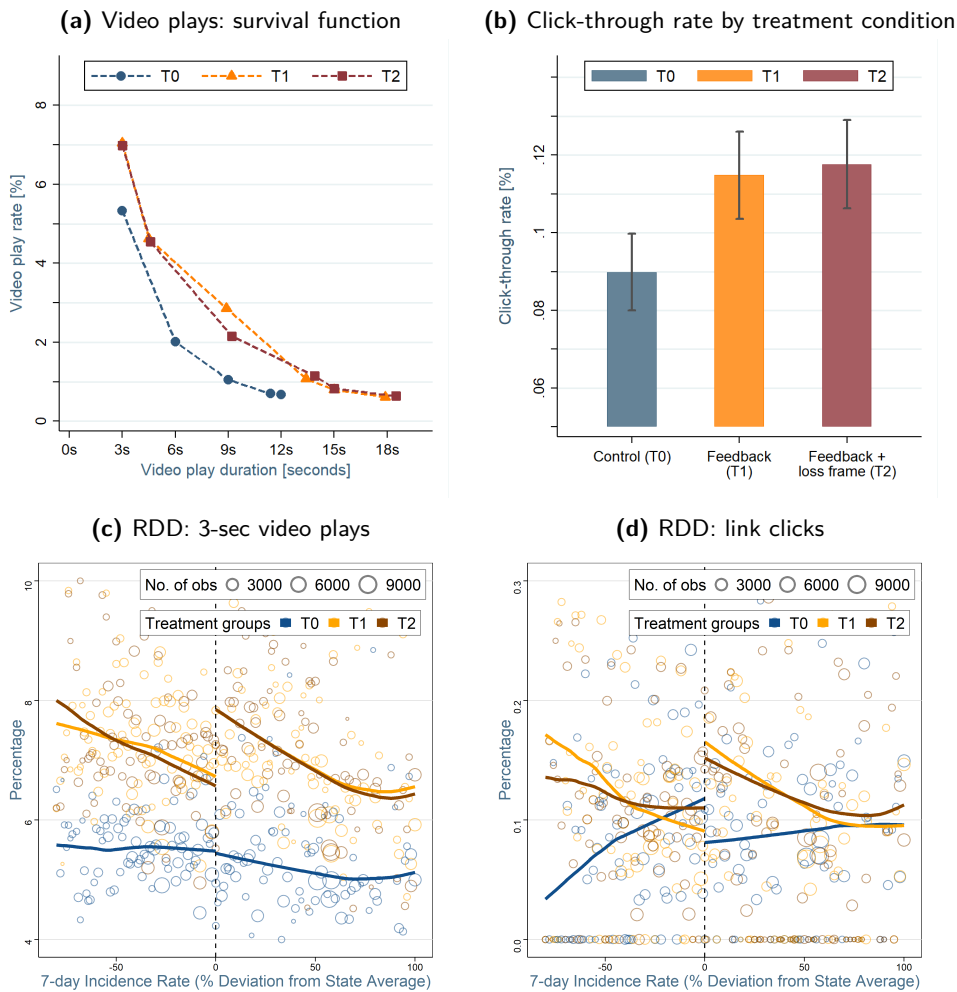 (a) Video plays: survival function
T0 T1 T2
Video play rate [%]
8
6
4
2
0
0s 3s 6s 9s 12s 15s 18s
Video play duration [seconds]
(b) Click-through rate by treatment condition
T0 T1 T2
Click-through rate [%]
.12
.1
.08
.06
Control (T0) Feedback (T1) Feedback + loss frame (T2)
(c) RDD: 3-sec video plays
No. of obs 3000 6000 9000
Treatment groups T0 T1 T2
Percentage
10
8
6
4
-50 0 50 100
7-day Incidence Rate (% Deviation from State Average)
(d) RDD: link clicks
No. of obs 3000 6000 9000
Treatment groups T0 T1 T2
Percentage
0.3
0.2
0.1
0.0
-50 0 50 100
7-day Incidence Rate (% Deviation from State Average)